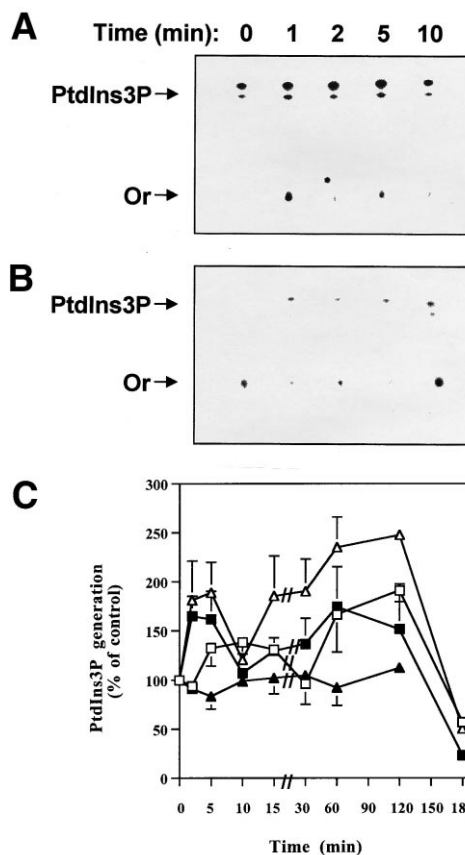 A
Time (min): 0 1 2 5 10
PtdIns3P
Or
B
PtdIns3P
Or
C
300
250
200
150
100
50
0
PtdIns3P generation
(% of control)
0 5 10 15 30 60 90 120 150 18
Time (min)